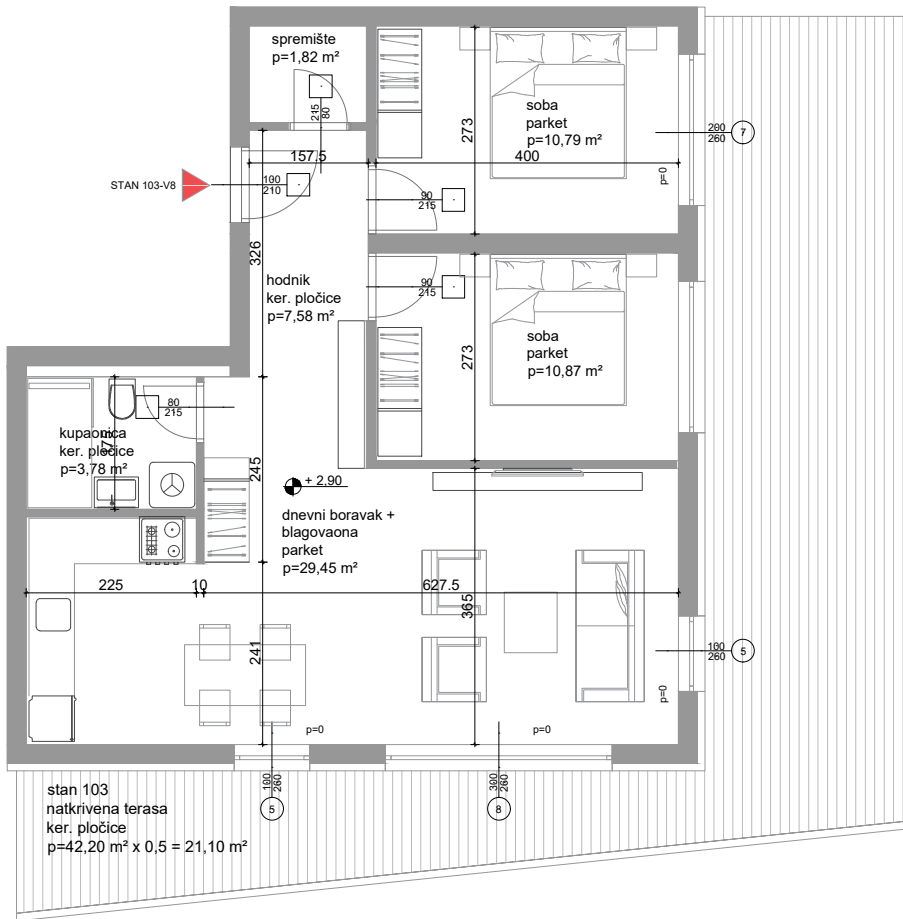 spremište
p=1,82 m²
215
80
soba
parket
p=10,79 m²
273
200
260
7
157.5
400
p=0
STAN 103-V8
100
210
90
215
326
hodnik
ker. pločice
p=7,58 m²
90
215
soba
parket
p=10,87 m²
273
80
215
kupaonica
ker. pločice
p=3,78 m²
245
+ 2,90
dnevni boravak +
blagovaona
parket
p=29,45 m²
225
10
627.5
365
241
100
260
5
p=0
p=0
p=0
100
260
5
300
260
8
stan 103
natkrivena terasa
ker. pločice
p=42,20 m² x 0,5 = 21,10 m²